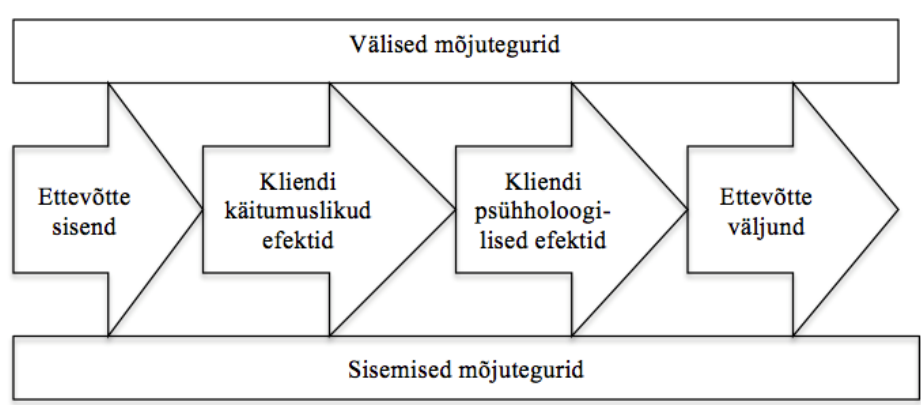 Välised mõjutegurid
Ettevõtte
sisend
Kliendi
käitumuslikud
efektid
Kliendi
psühholoogi-
lised efektid
Ettevõtte
väljund
Sisemised mõjutegurid